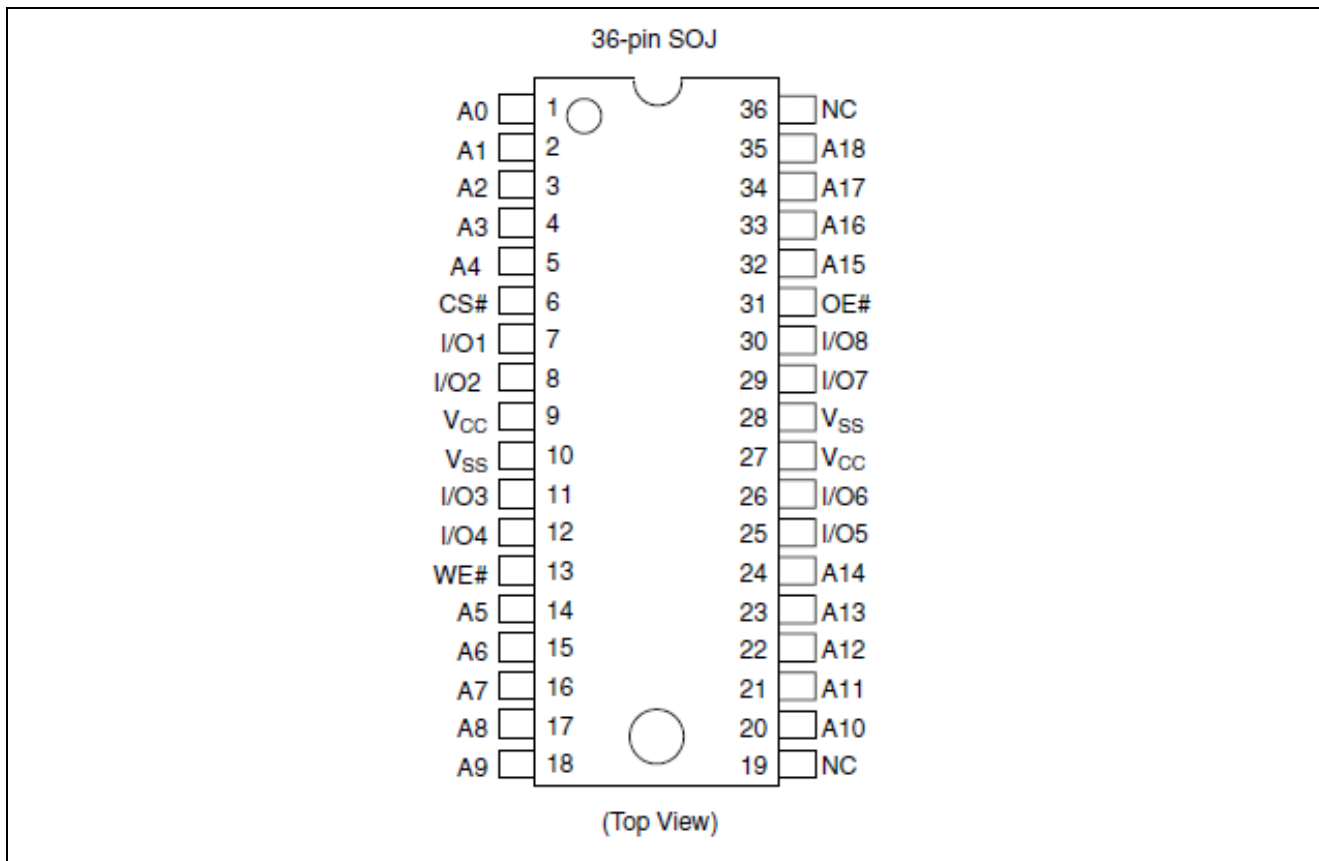 36-pin SOJ
A0 1 36 NC
A1 2 35 A18
A2 3 34 A17
A3 4 33 A16
A4 5 32 A15
CS# 6 31 OE#
I/O1 7 30 I/O8
I/O2 8 29 I/O7
VCC 9 28 VSS
VSS 10 27 VCC
I/O3 11 26 I/O6
I/O4 12 25 I/O5
WE# 13 24 A14
A5 14 23 A13
A6 15 22 A12
A7 16 21 A11
A8 17 20 A10
A9 18 19 NC
(Top View)